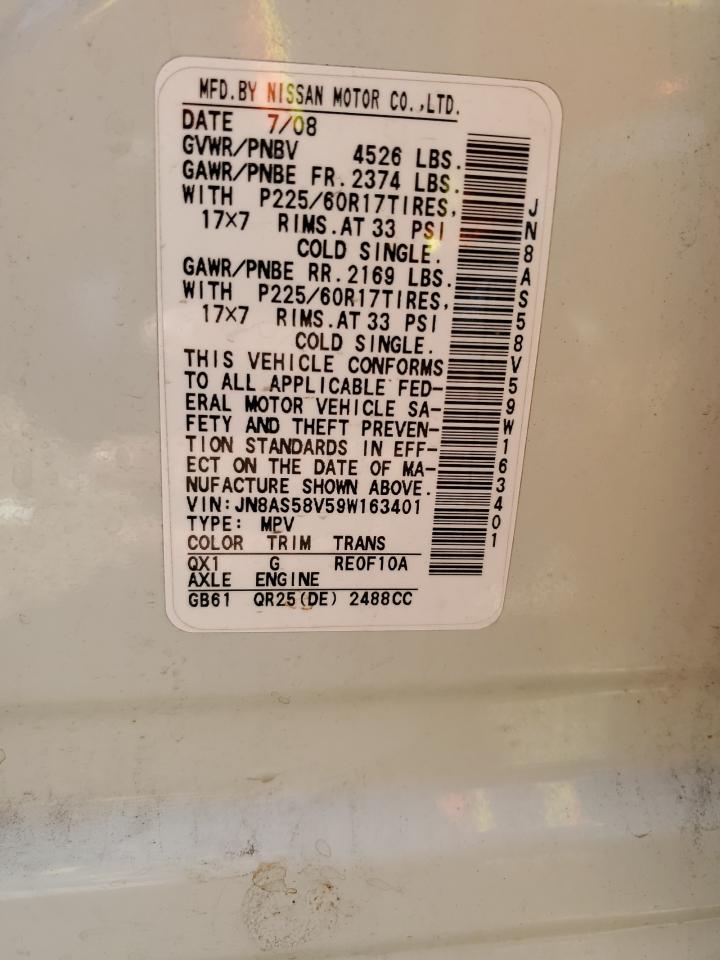 MFD.BY NISSAN MOTOR CO.,LTD.
DATE 7/08
GVWR/PNBV 4526 LBS.
GAWR/PNBE FR.2374 LBS.
WITH P225/60R17TIRES,
17×7 RIMS.AT 33 PSI
COLD SINGLE.
GAWR/PNBE RR.2169 LBS.
WITH P225/60R17TIRES,
17×7 RIMS.AT 33 PSI
COLD SINGLE.
THIS VEHICLE CONFORMS
TO ALL APPLICABLE FED-
ERAL MOTOR VEHICLE SA-
FETY AND THEFT PREVEN-
TION STANDARDS IN EFF-
ECT ON THE DATE OF MA-
NUFACTURE SHOWN ABOVE.
VIN:JN8AS58V59W163401
TYPE: MPV
COLOR TRIM TRANS
QX1 G RE0F10A
AXLE ENGINE
GB61 QR25(DE) 2488CC
JN8AS58V59W163401